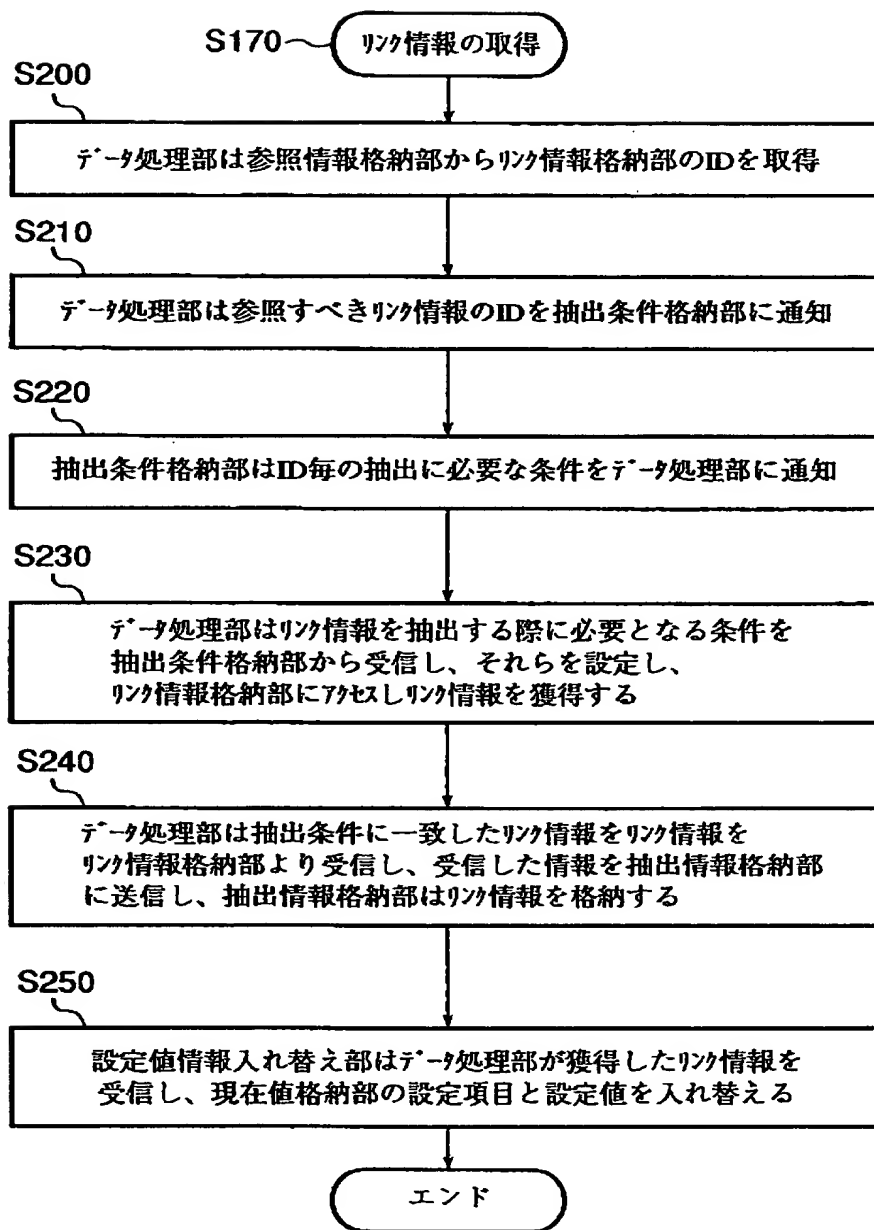 S170
ﾘﾝｸ情報の取得
S200
ﾃﾞｰﾀ処理部は参照情報格納部からﾘﾝｸ情報格納部のIDを取得
S210
ﾃﾞｰﾀ処理部は参照すべきﾘﾝｸ情報のIDを抽出条件格納部に通知
S220
抽出条件格納部はID毎の抽出に必要な条件をﾃﾞｰﾀ処理部に通知
S230
ﾃﾞｰﾀ処理部はﾘﾝｸ情報を抽出する際に必要となる条件を
抽出条件格納部から受信し、それらを設定し、
ﾘﾝｸ情報格納部にｱｸｾｽしﾘﾝｸ情報を獲得する
S240
ﾃﾞｰﾀ処理部は抽出条件に一致したﾘﾝｸ情報をﾘﾝｸ情報を
ﾘﾝｸ情報格納部より受信し、受信した情報を抽出情報格納部
に送信し、抽出情報格納部はﾘﾝｸ情報を格納する
S250
設定値情報入れ替え部はﾃﾞｰﾀ処理部が獲得したﾘﾝｸ情報を
受信し、現在値格納部の設定項目と設定値を入れ替える
エンド